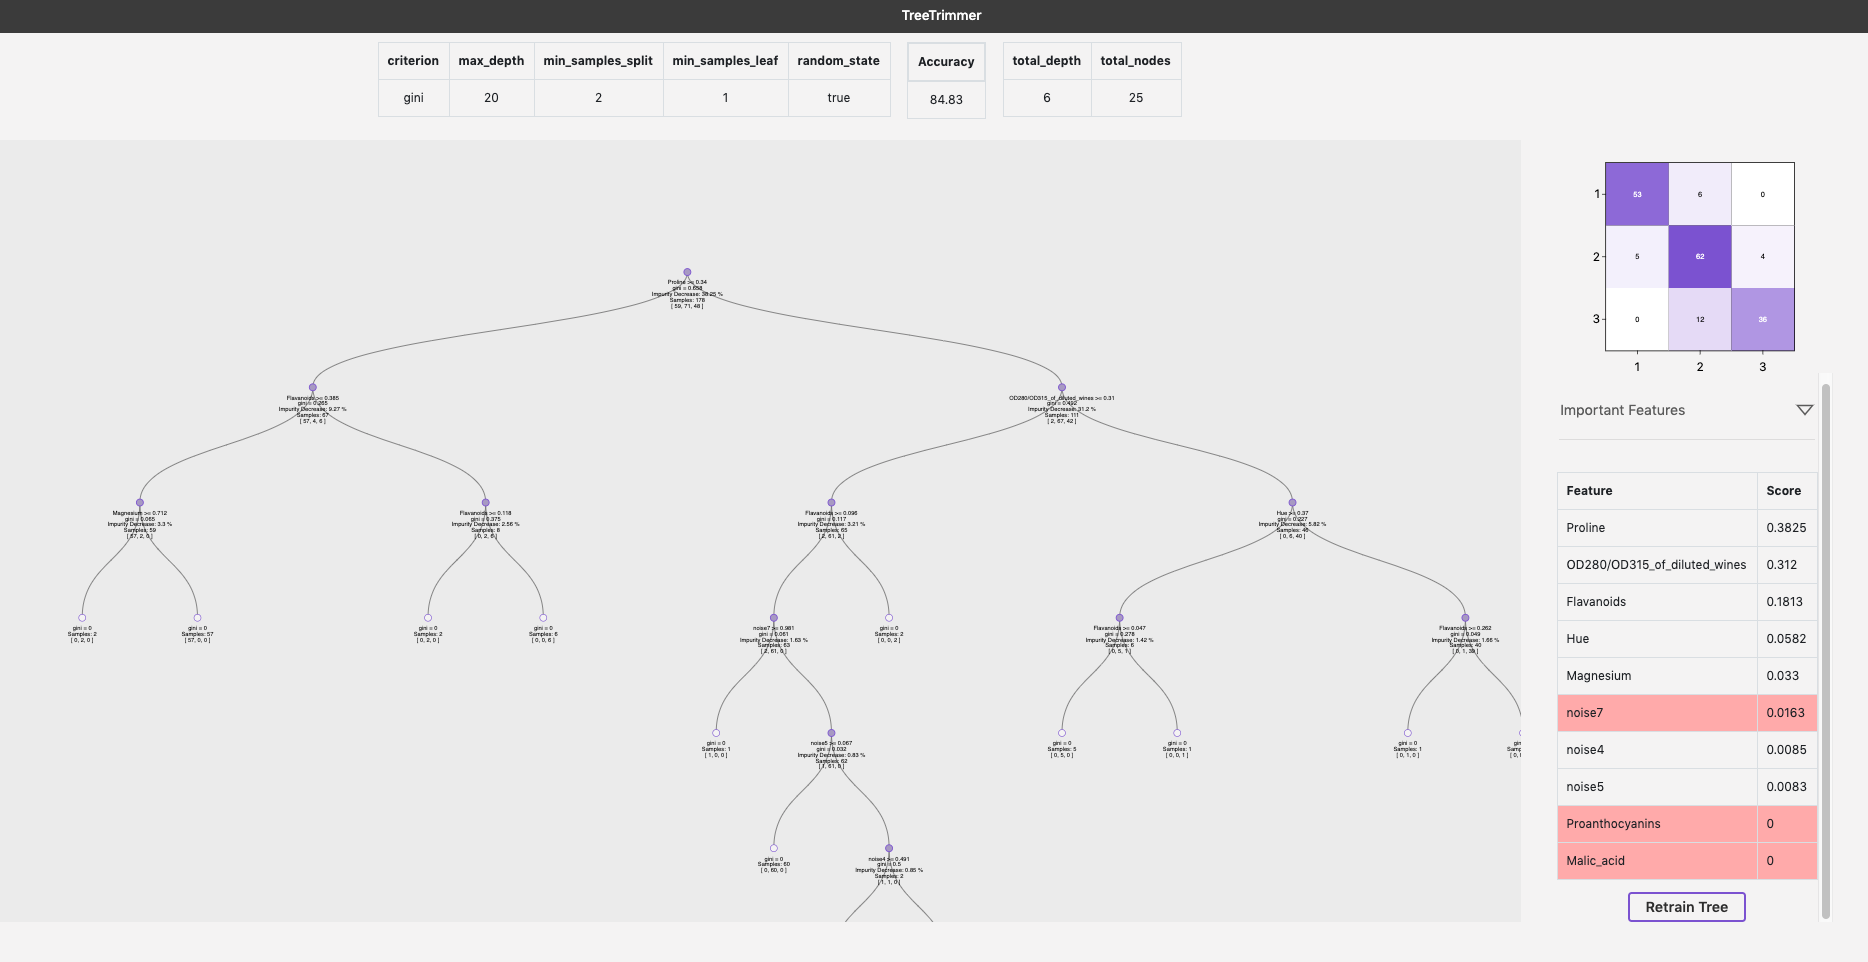 TreeTrimmer
criterion max_depth min_samples_split min_samples_leaf random_state
gini 20 2 1 true
Accuracy
84.83
total_depth total_nodes
6 25
Proline >= 0.34
gini = 0.658
Impurity Decrease: 38.25 %
Samples: 178
[ 59, 71, 48 ]
Flavanoids >= 0.385
gini = 0.265
Impurity Decrease: 9.27 %
Samples: 67
[ 57, 4, 6 ]
OD280/OD315_of_diluted_wines >= 0.31
gini = 0.492
Impurity Decrease: 31.2 %
Samples: 111
[ 2, 67, 42 ]
Magnesium >= 0.712
gini = 0.065
Impurity Decrease: 3.3 %
Samples: 59
[ 57, 2, 0 ]
Flavanoids >= 0.118
gini = 0.375
Impurity Decrease: 2.56 %
Samples: 8
[ 0, 2, 6 ]
Flavanoids >= 0.096
gini = 0.117
Impurity Decrease: 3.21 %
Samples: 65
[ 2, 61, 2 ]
Hue >= 0.37
gini = 0.227
Impurity Decrease: 5.82 %
Samples: 46
[ 0, 6, 40 ]
gini = 0
Samples: 2
[ 0, 2, 0 ]
gini = 0
Samples: 57
[ 57, 0, 0 ]
gini = 0
Samples: 2
[ 0, 2, 0 ]
gini = 0
Samples: 6
[ 0, 0, 6 ]
noise7 >= 0.981
gini = 0.061
Impurity Decrease: 1.63 %
Samples: 63
[ 2, 61, 0 ]
gini = 0
Samples: 2
[ 0, 0, 2 ]
Flavanoids >= 0.047
gini = 0.278
Impurity Decrease: 1.42 %
Samples: 6
[ 0, 5, 1 ]
Flavanoids >= 0.262
gini = 0.049
Impurity Decrease: 1.66 %
Samples: 40
[ 0, 1, 39 ]
gini = 0
Samples: 1
[ 1, 0, 0 ]
noise5 >= 0.067
gini = 0.032
Impurity Decrease: 0.83 %
Samples: 62
[ 1, 61, 0 ]
gini = 0
Samples: 5
[ 0, 5, 0 ]
gini = 0
Samples: 1
[ 0, 0, 1 ]
gini = 0
Samples: 1
[ 0, 1, 0 ]
gini = 0
Samples: 60
[ 0, 60, 0 ]
noise4 >= 0.491
gini = 0.5
Impurity Decrease: 0.85 %
Samples: 2
[ 1, 1, 0 ]
1 53 6 0
2 5 62 4
3 0 12 36
1 2 3
Important Features
Feature Score
Proline 0.3825
OD280/OD315_of_diluted_wines 0.312
Flavanoids 0.1813
Hue 0.0582
Magnesium 0.033
noise7 0.0163
noise4 0.0085
noise5 0.0083
Proanthocyanins 0
Malic_acid 0
Retrain Tree